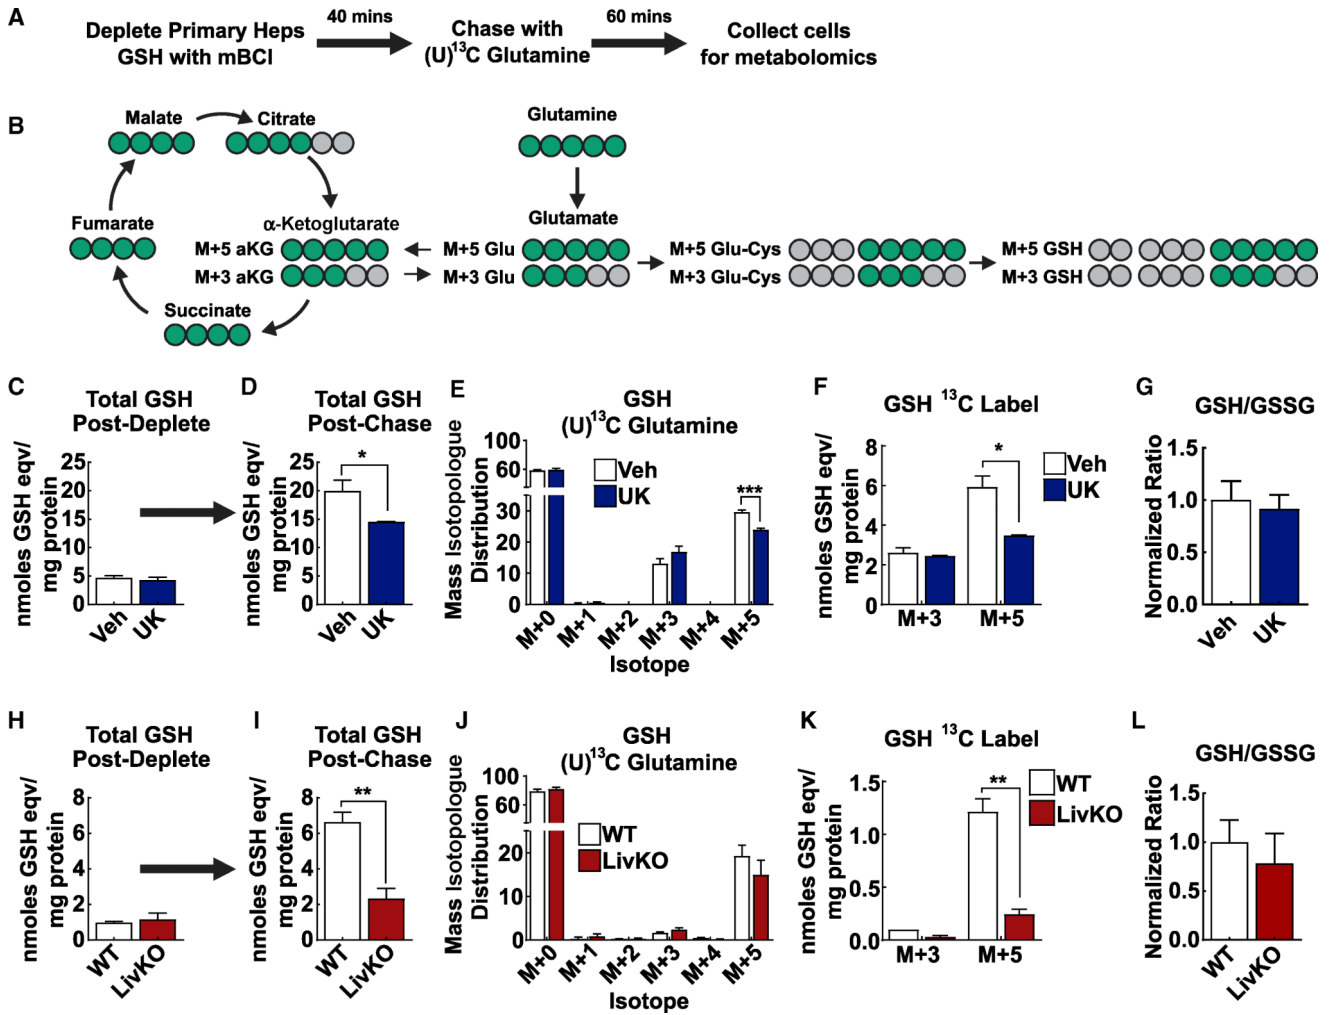 A
Deplete Primary Heps
GSH with mBCl
40 mins
Chase with
(U)¹³C Glutamine
60 mins
Collect cells
for metabolomics
B
Malate
Citrate
Glutamine
Fumarate
α-Ketoglutarate
Glutamate
M+5 aKG
M+5 Glu
M+5 Glu-Cys
M+5 GSH
M+3 aKG
M+3 Glu
M+3 Glu-Cys
M+3 GSH
Succinate
C
Total GSH
Post-Deplete
nmoles GSH eqv/
mg protein
25
20
15
10
5
0
Veh
UK
D
Total GSH
Post-Chase
nmoles GSH eqv/
mg protein
25
20
15
10
5
0
*
Veh
UK
E
GSH
(U)¹³C Glutamine
Mass Isotopologue
Distribution
100
60
30
20
10
0
Veh
UK
***
M+0
M+1
M+2
M+3
M+4
M+5
Isotope
F
GSH ¹³C Label
nmoles GSH eqv/
mg protein
8
6
4
2
0
*
Veh
UK
M+3
M+5
G
GSH/GSSG
Normalized Ratio
1.5
1.0
0.5
0.0
Veh
UK
H
Total GSH
Post-Deplete
nmoles GSH eqv/
mg protein
8
6
4
2
0
WT
LivKO
I
Total GSH
Post-Chase
nmoles GSH eqv/
mg protein
8
6
4
2
0
**
WT
LivKO
J
GSH
(U)¹³C Glutamine
Mass Isotopologue
Distribution
100
60
20
10
0
WT
LivKO
M+0
M+1
M+2
M+3
M+4
M+5
Isotope
K
GSH ¹³C Label
nmoles GSH eqv/
mg protein
1.5
1.0
0.5
0.0
**
WT
LivKO
M+3
M+5
L
GSH/GSSG
Normalized Ratio
1.5
1.0
0.5
0.0
WT
LivKO